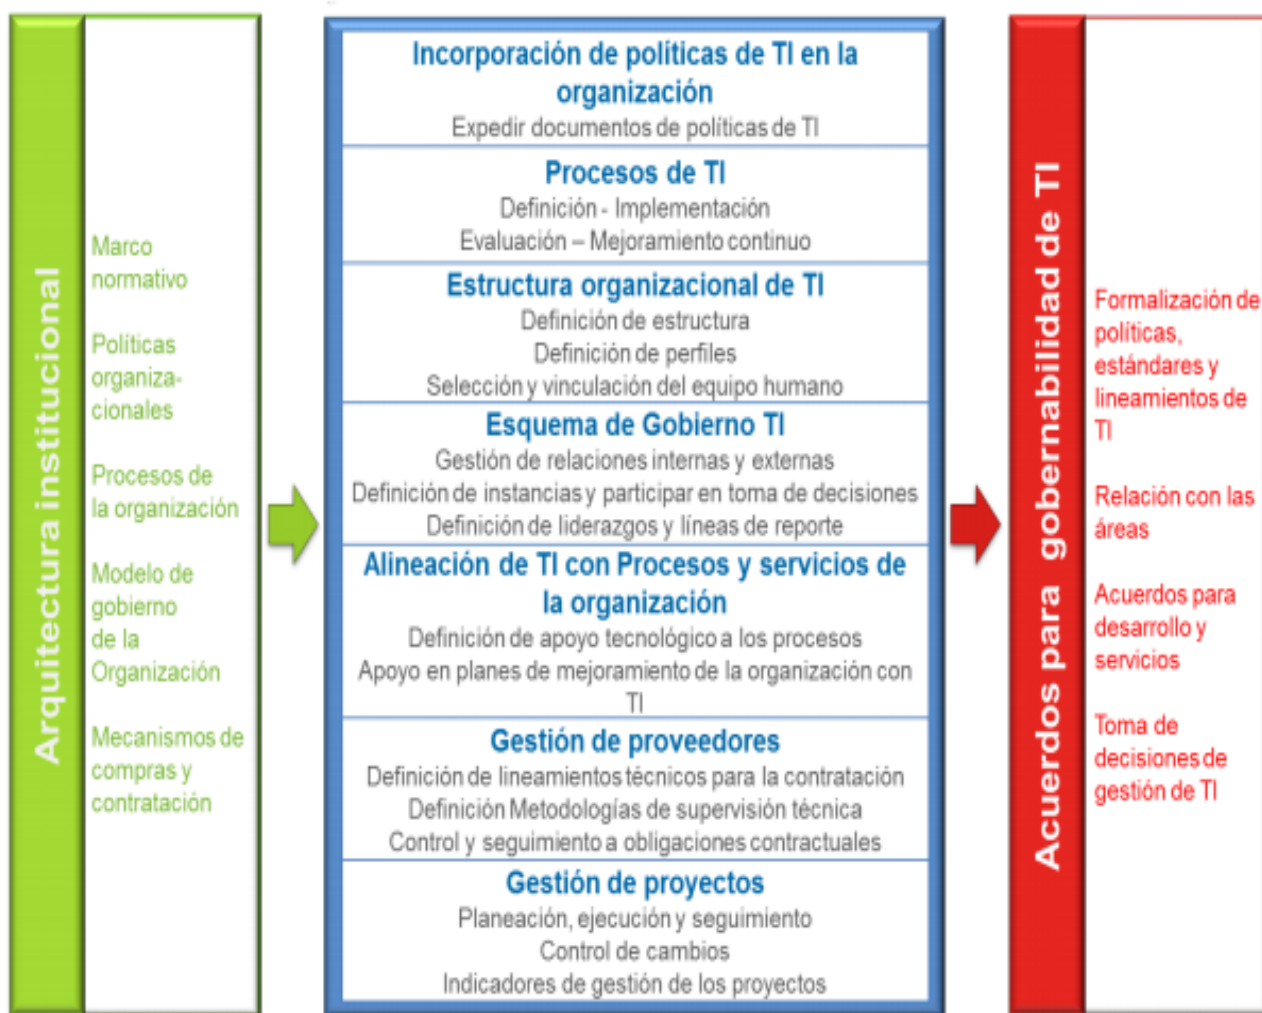 Arquitectura institucional
Marco
normativo
Políticas
organiza-
cionales
Procesos de
la organización
Modelo de
gobierno
de la
Organización
Mecanismos de
compras y
contratación
Incorporación de políticas de TI en la
organización
Expedir documentos de políticas de TI
Procesos de TI
Definición - Implementación
Evaluación – Mejoramiento continuo
Estructura organizacional de TI
Definición de estructura
Definición de perfiles
Selección y vinculación del equipo humano
Esquema de Gobierno TI
Gestión de relaciones internas y externas
Definición de instancias y participar en toma de decisiones
Definición de liderazgos y líneas de reporte
Alineación de TI con Procesos y servicios de
la organización
Definición de apoyo tecnológico a los procesos
Apoyo en planes de mejoramiento de la organización con
TI
Gestión de proveedores
Definición de lineamientos técnicos para la contratación
Definición Metodologías de supervisión técnica
Control y seguimiento a obligaciones contractuales
Gestión de proyectos
Planeación, ejecución y seguimiento
Control de cambios
Indicadores de gestión de los proyectos
Acuerdos para gobernabilidad de TI
Formalización de
políticas,
estándares y
lineamientos de
TI
Relación con las
áreas
Acuerdos para
desarrollo y
servicios
Toma de
decisiones de
gestión de TI